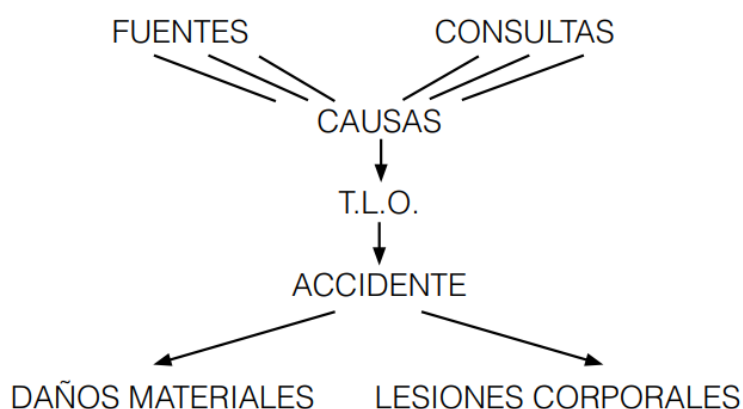 FUENTES CONSULTAS
CAUSAS
T.L.O.
ACCIDENTE
DAÑOS MATERIALES LESIONES CORPORALES